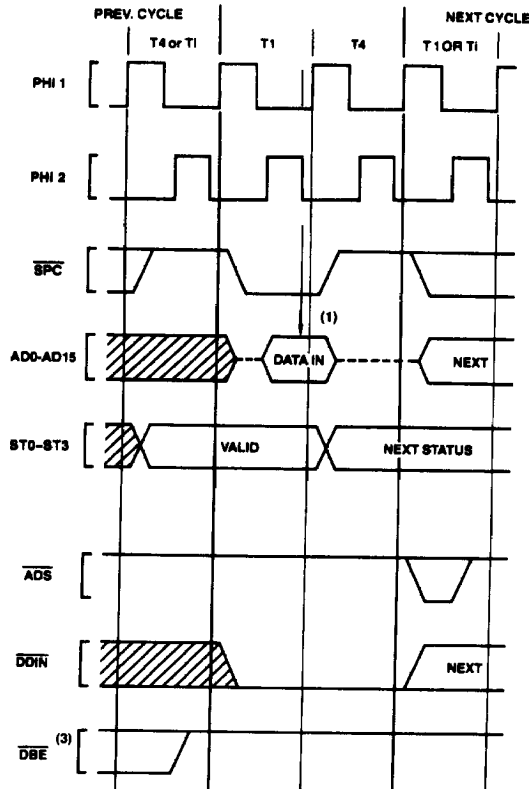 PREV. CYCLE
NEXT CYCLE
T4 or Ti
T1
T4
T1 OR Ti
PHI 1
PHI 2
SPC
(1)
AD0-AD15
DATA IN
NEXT
ST0-ST3
VALID
NEXT STATUS
ADS
DDIN
NEXT
DBE (3)